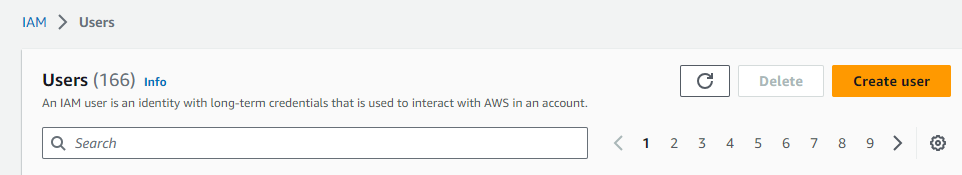 IAM > Users
Users (166) Info
Delete
Create user
An IAM user is an identity with long-term credentials that is used to interact with AWS in an account.
Search
1 2 3 4 5 6 7 8 9